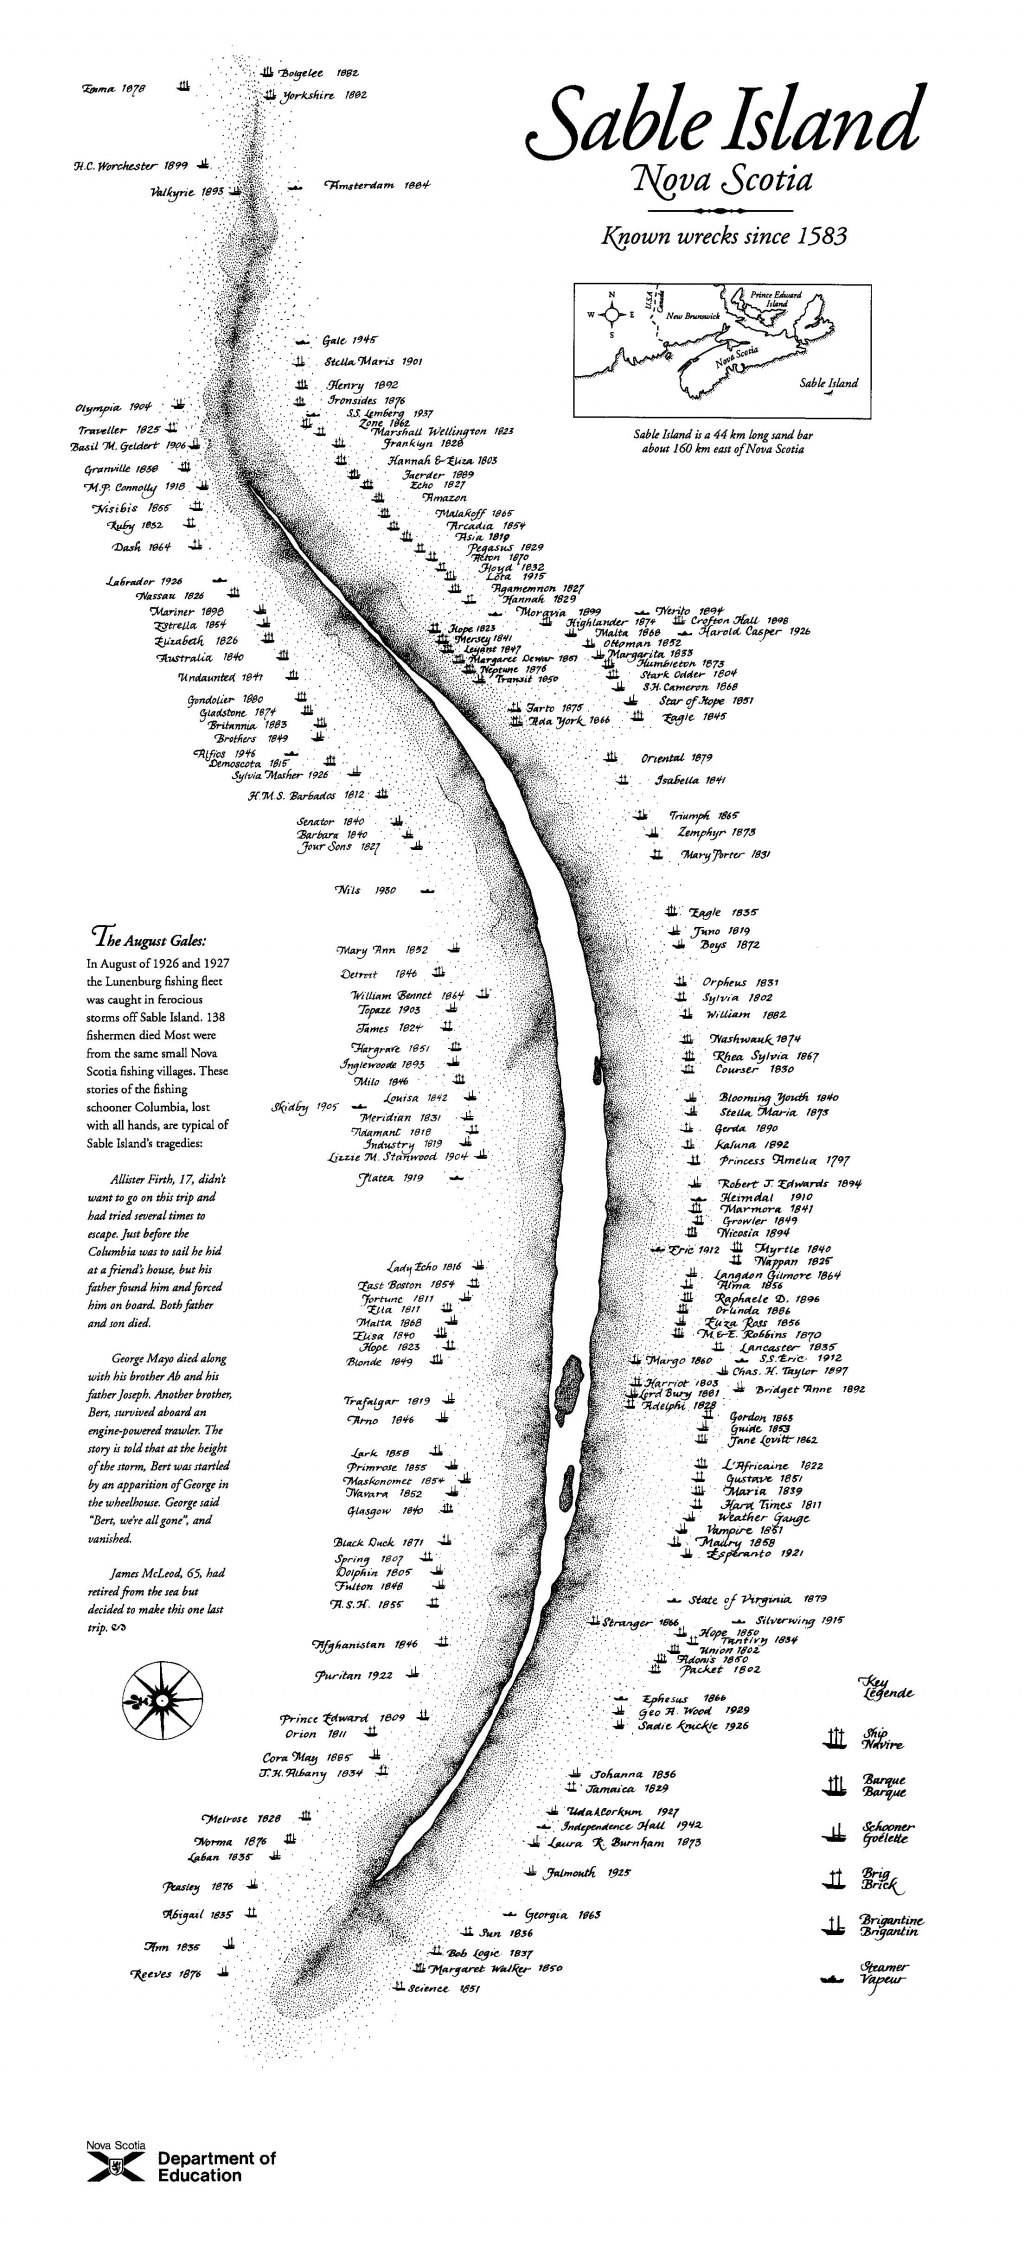 Sable Island
Nova Scotia
Known wrecks since 1583
N
W E
S
U.S.A.
Canada
New Brunswick
Prince Edward
Island
Nova Scotia
Sable Island
Sable Island is a 44 km long sand bar
about 160 km east of Nova Scotia
Emma 1878
H.C. Worchester 1899
Valkyrie 1893
Olympia 1904
Traveller 1825
Basil M. Geldert 1906
Granville 1858
M.P. Connolly 1918
Nisibis 1855
Ruby 1852
Dash 1864
Labrador 1926
Nassau 1826
Mariner 1898
Estrella 1854
Elizabeth 1826
Australia 1840
Undaunted 1841
Gondolier 1880
Gladstone 1874
Britannia 1883
Brothers 1849
Alfios 1946
Demoscota 1815
Sylvia Mosher 1926
H.M.S. Barbados 1812
Senator 1840
Barbara 1840
Four Sons 1827
Nils 1930
Mary Ann 1852
Detroit 1846
William Bennet 1864
Topaze 1903
James 1824
Hargrave 1851
Inglewoode 1893
Milo 1846
Louisa 1842
Skidby 1905
Meridian 1831
Adamant 1818
Industry 1819
Lizzie M. Stanwood 1904
Platea 1919
Lady Echo 1816
East Boston 1854
Fortune 1811
Ella 1811
Malta 1868
Elisa 1840
Hope 1823
Blonde 1849
Trafalgar 1819
Arno 1846
Lark 1858
Primrose 1855
Maskonomet 1854
Navara 1852
Glasgow 1840
Black Duck 1871
Spring 1807
Dolphin 1805
Fulton 1848
A.S.H. 1855
Afghanistan 1846
Puritan 1922
Prince Edward 1809
Orion 1811
Cora May 1885
T.H. Albany 1834
Melrose 1828
Norma 1876
Laban 1835
Peasley 1876
Abigail 1835
Ann 1835
Reeves 1876
Boigelee 1882
Yorkshire 1882
Amsterdam 1884
Gale 1945
Stella Maris 1901
Henry 1892
Ironsides 1876
S.S. Lemberg 1937
Zone 1862
Marshall Wellington 1823
Franklyn 1828
Hannah & Eliza 1803
Faerder 1889
Echo 1827
Amazon
Malakoff 1865
Arcadia 1854
Asia 1819
Pegasus 1829
Acton 1870
Floyd 1832
Lota 1915
Agamemnon 1827
Hannah 1829
Moravia 1899
Nerito 1894
Highlander 1874
Crofton Hall 1898
Hope 1823
Malta 1868
Harold Casper 1926
Mersey 1841
Ottoman 1852
Levant 1847
Margarita 1833
Margaret Dewar 1851
Humbleton 1873
Neptune 1876
Stark Odder 1804
Transit 1850
S.H. Cameron 1868
Star of Hope 1851
Farto 1875
Ada York 1866
Eagle 1845
Oriental 1879
Isabella 1841
Triumph 1865
Zemphyr 1873
Mary Porter 1831
Eagle 1835
Juno 1819
Boys 1872
Orpheus 1831
Sylvia 1802
William 1882
Nashwauk 1874
Rhea Sylvia 1867
Courser 1830
Blooming Youth 1840
Stella Maria 1873
Gerda 1890
Kaluna 1892
Princess Amelia 1797
Robert J. Edwards 1894
Heimdal 1910
Marmora 1841
Growler 1849
Nicosia 1894
Eric 1912
Myrtle 1840
Nappan 1825
Langdon Gilmore 1864
Alma 1856
Raphaele D. 1896
Orlinda 1886
Eliza Ross 1856
M.&E. Robbins 1870
Lancaster 1835
Margo 1860
S.S. Eric 1912
Chas. H. Taylor 1897
Harriot 1803
Lord Bury 1881
Bridget Anne 1892
Adelphi 1828
Gordon 1863
Guide 1853
Jane Lovitt 1862
L'Africaine 1822
Gustave 1851
Maria 1839
Hard Times 1811
Weather Gauge
Vampire 1851
Madry 1858
Esperanto 1921
State of Virginia 1879
Stranger 1866
Silverwing 1915
Hope 1850
Tantivy 1834
Union 1802
Adonis 1850
Packet 1802
Ephesus 1866
Geo A. Wood 1929
Sadie Knickle 1926
Johanna 1836
Jamaica 1829
Uda A Corkum 1927
Independence Hall 1942
Laura R. Burnham 1873
Falmouth 1925
Georgia 1863
Sun 1836
Bob Logic 1837
Margaret Walker 1850
Science 1851
The August Gales:
In August of 1926 and 1927
the Lunenburg fishing fleet
was caught in ferocious
storms off Sable Island. 138
fishermen died Most were
from the same small Nova
Scotia fishing villages. These
stories of the fishing
schooner Columbia, lost
with all hands, are typical of
Sable Island's tragedies:
Allister Firth, 17, didn't
want to go on this trip and
had tried several times to
escape. Just before the
Columbia was to sail he hid
at a friend's house, but his
father found him and forced
him on board. Both father
and son died.
George Mayo died along
with his brother Ab and his
father Joseph. Another brother,
Bert, survived aboard an
engine-powered trawler. The
story is told that at the height
of the storm, Bert was startled
by an apparition of George in
the wheelhouse. George said
"Bert, we're all gone", and
vanished.
James McLeod, 65, had
retired from the sea but
decided to make this one last
trip.
Key
Légende
Ship
Navire
Barque
Barque
Schooner
Goélette
Brig
Brick
Brigantine
Brigantin
Steamer
Vapeur
Nova Scotia
Department of
Education